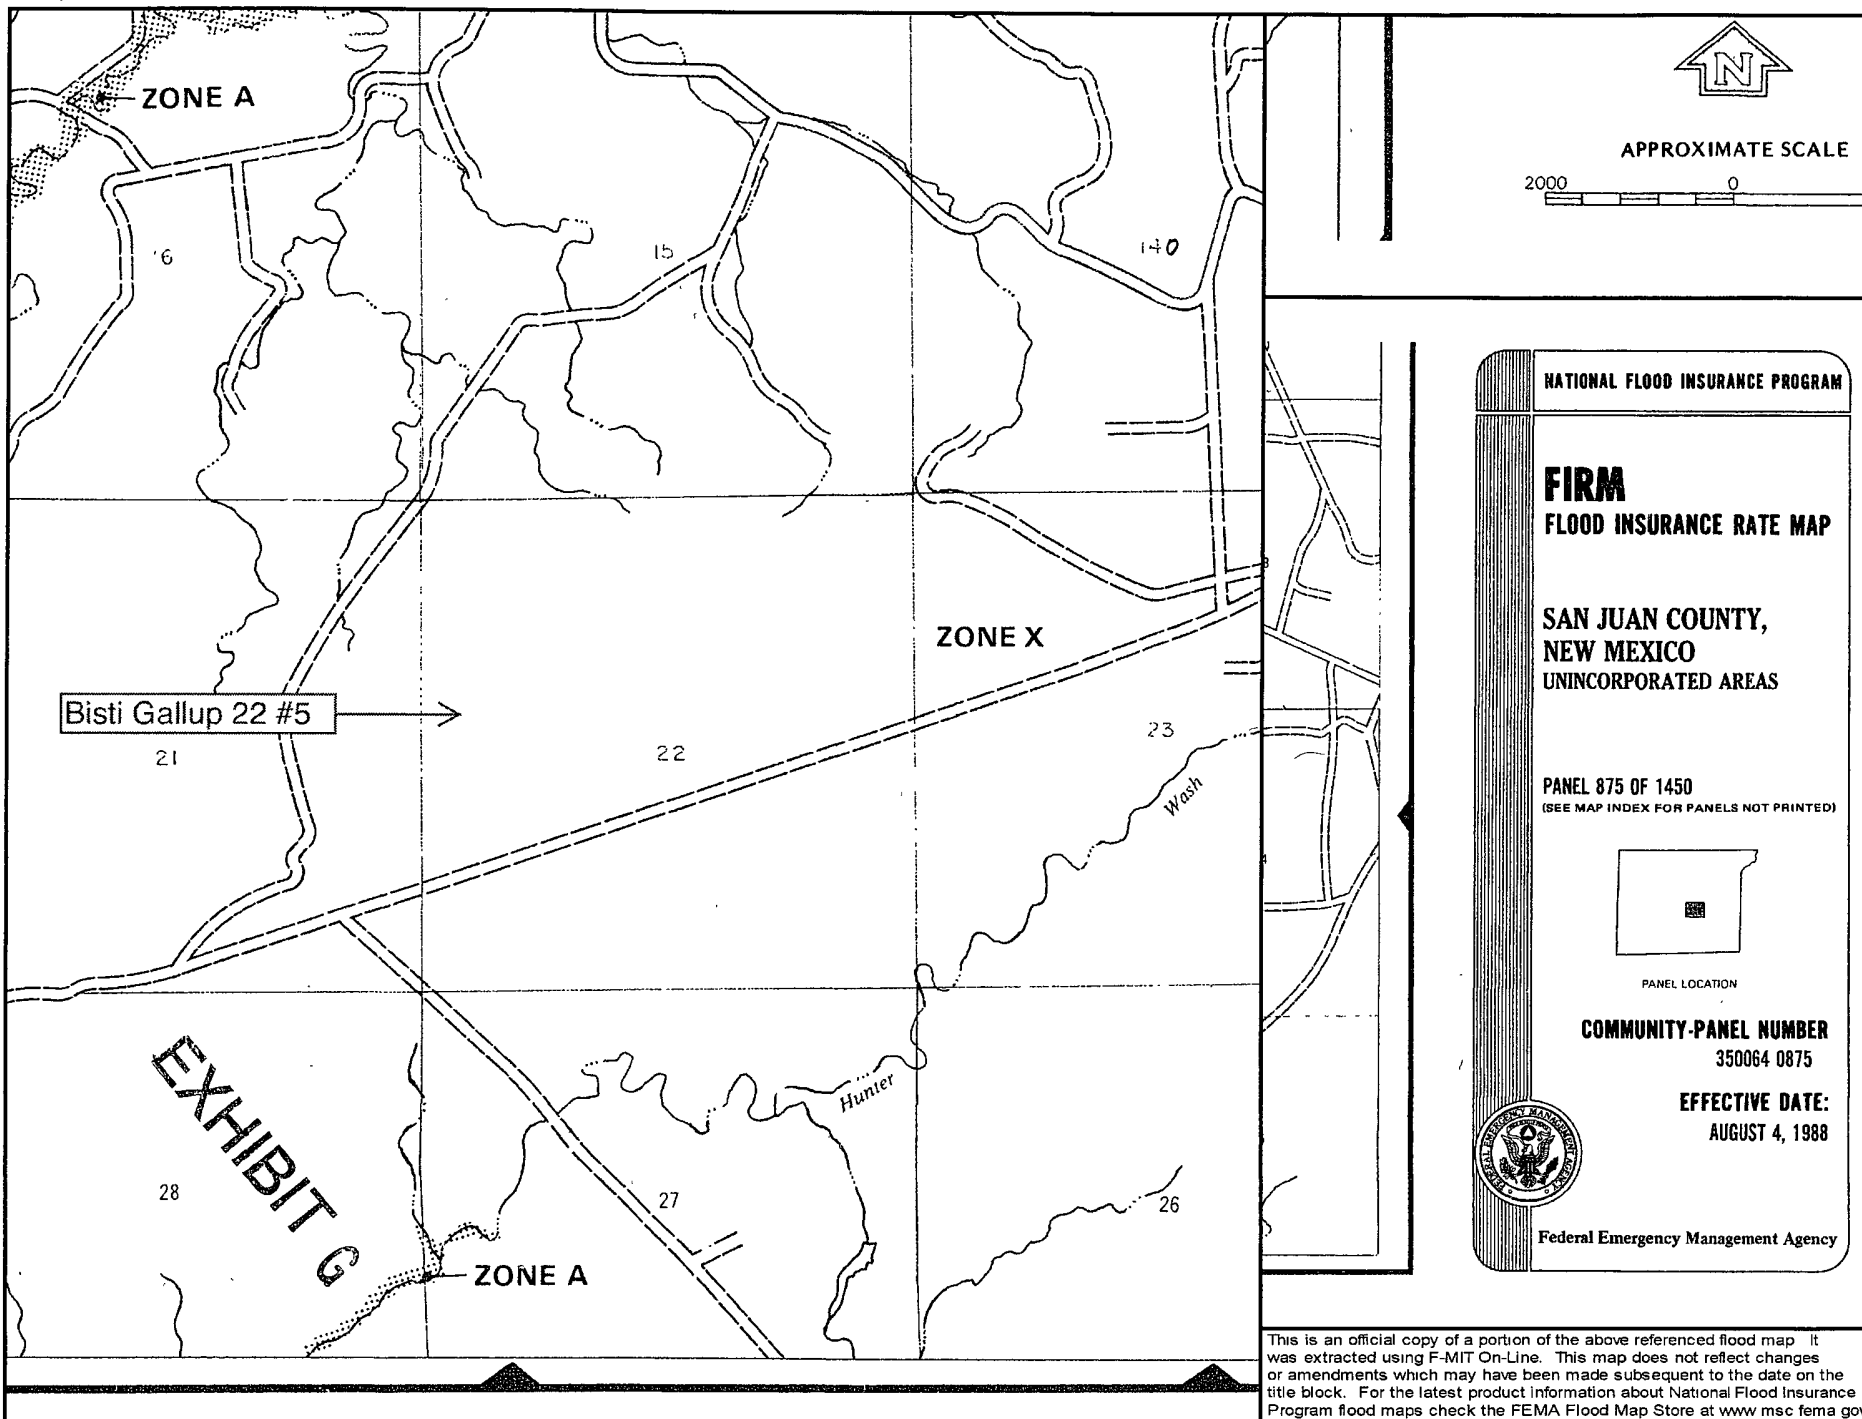 ZONE A
6
15
140
ZONE X
Bisti Gallup 22 #5
21
22
23
Wash
Hunter
EXHIBIT G
28
27
26
ZONE A
N
APPROXIMATE SCALE
2000 0
NATIONAL FLOOD INSURANCE PROGRAM
FIRM
FLOOD INSURANCE RATE MAP
SAN JUAN COUNTY,
NEW MEXICO
UNINCORPORATED AREAS
PANEL 875 OF 1450
(SEE MAP INDEX FOR PANELS NOT PRINTED)
PANEL LOCATION
COMMUNITY-PANEL NUMBER
350064 0875
EFFECTIVE DATE:
AUGUST 4, 1988
FEDERAL EMERGENCY MANAGEMENT AGENCY
Federal Emergency Management Agency
This is an official copy of a portion of the above referenced flood map It
was extracted using F-MIT On-Line. This map does not reflect changes
or amendments which may have been made subsequent to the date on the
title block. For the latest product information about National Flood Insurance
Program flood maps check the FEMA Flood Map Store at www msc fema gov